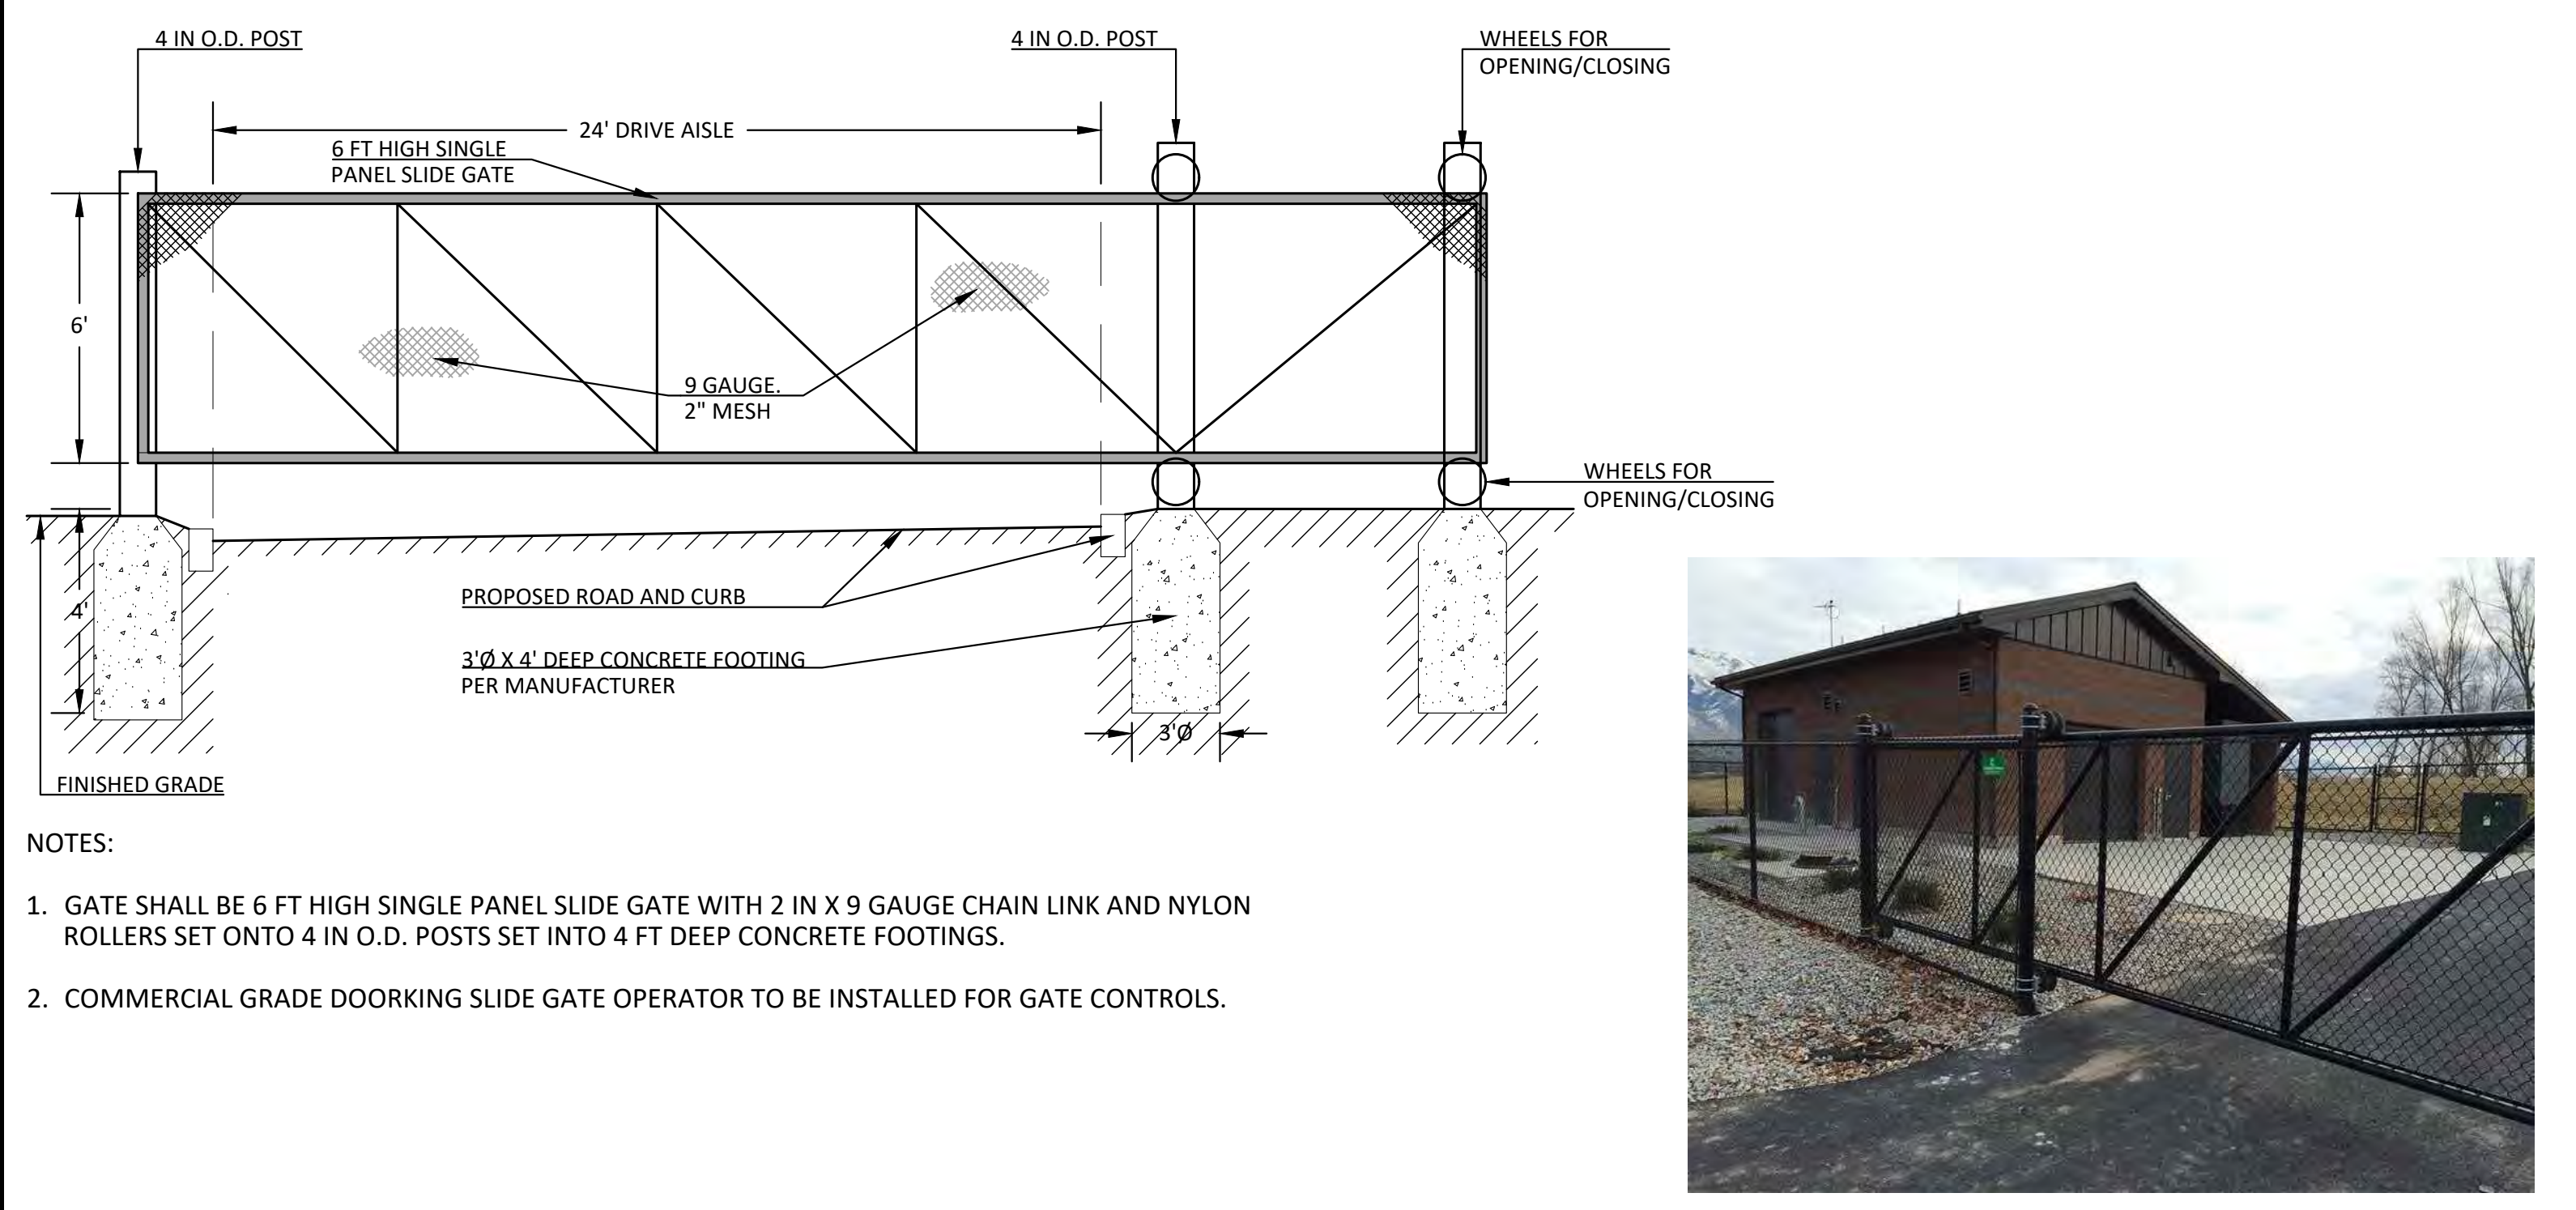 4 IN O.D. POST
4 IN O.D. POST
WHEELS FOR
OPENING/CLOSING
24' DRIVE AISLE
6 FT HIGH SINGLE
PANEL SLIDE GATE
6'
9 GAUGE.
2" MESH
WHEELS FOR
OPENING/CLOSING
4'
PROPOSED ROAD AND CURB
3'Ø X 4' DEEP CONCRETE FOOTING
PER MANUFACTURER
3'Ø
FINISHED GRADE
NOTES:
1. GATE SHALL BE 6 FT HIGH SINGLE PANEL SLIDE GATE WITH 2 IN X 9 GAUGE CHAIN LINK AND NYLON
ROLLERS SET ONTO 4 IN O.D. POSTS SET INTO 4 FT DEEP CONCRETE FOOTINGS.
2. COMMERCIAL GRADE DOORKING SLIDE GATE OPERATOR TO BE INSTALLED FOR GATE CONTROLS.